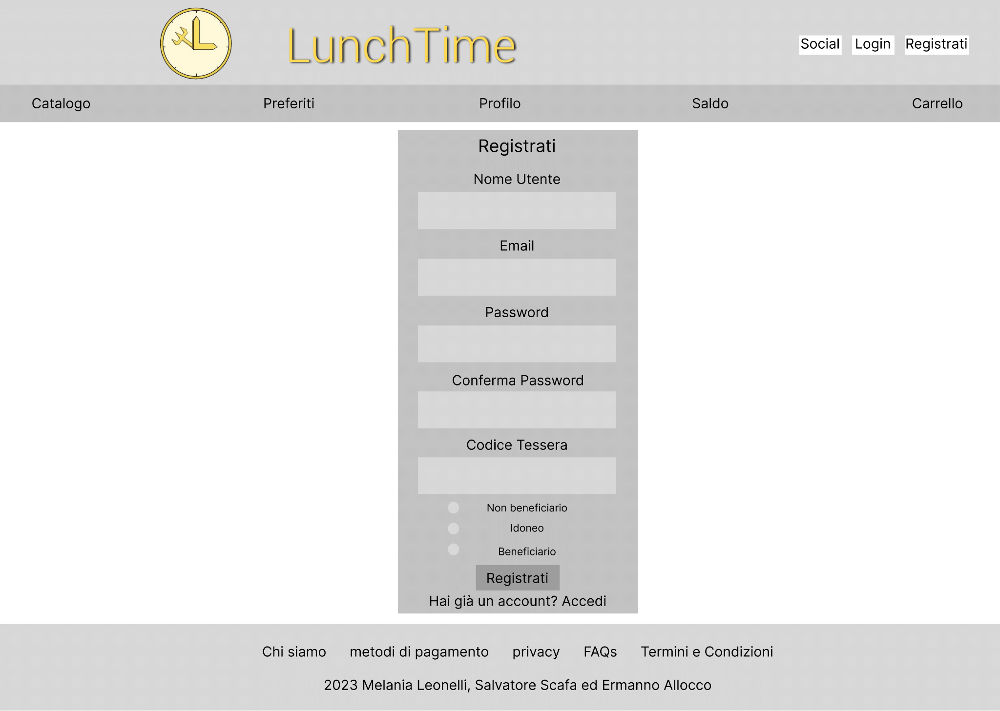 LunchTime
Social Login Registrati
Catalogo Preferiti Profilo Saldo Carrello
Registrati
Nome Utente
Email
Password
Conferma Password
Codice Tessera
Non beneficiario
Idoneo
Beneficiario
Registrati
Hai già un account? Accedi
Chi siamo metodi di pagamento privacy FAQs Termini e Condizioni
2023 Melania Leonelli, Salvatore Scafa ed Ermanno Allocco